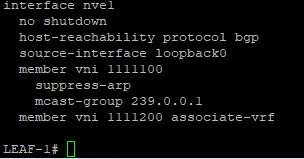 interface nve1
no shutdown
host-reachability protocol bgp
source-interface loopback0
member vni 1111100
suppress-arp
mcast-group 239.0.0.1
member vni 1111200 associate-vrf
LEAF-1#